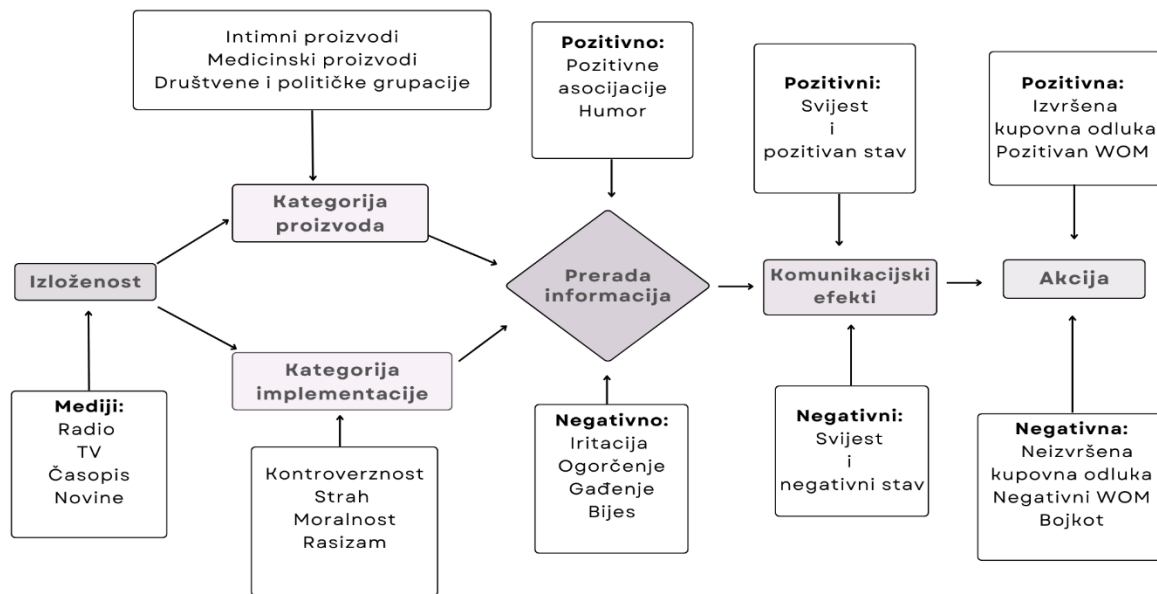 Intimni proizvodi
Medicinski proizvodi
Društvene i političke grupacije
Pozitivno:
Pozitivne
asocijacije
Humor
Pozitivni:
Svijest
i
pozitivan stav
Pozitivna:
Izvršena
kupovna odluka
Pozitivan WOM
Kategorija
proizvoda
Izloženost
Prerada
informacija
Komunikacijski
efekti
Akcija
Kategorija
implementacije
Mediji:
Radio
TV
Časopis
Novine
Kontroverznost
Strah
Moralnost
Rasizam
Negativno:
Iritacija
Ogorčenje
Gađenje
Bijes
Negativni:
Svijest
i
negativni stav
Negativna:
Neizvršena
kupovna odluka
Negativni WOM
Bojkot